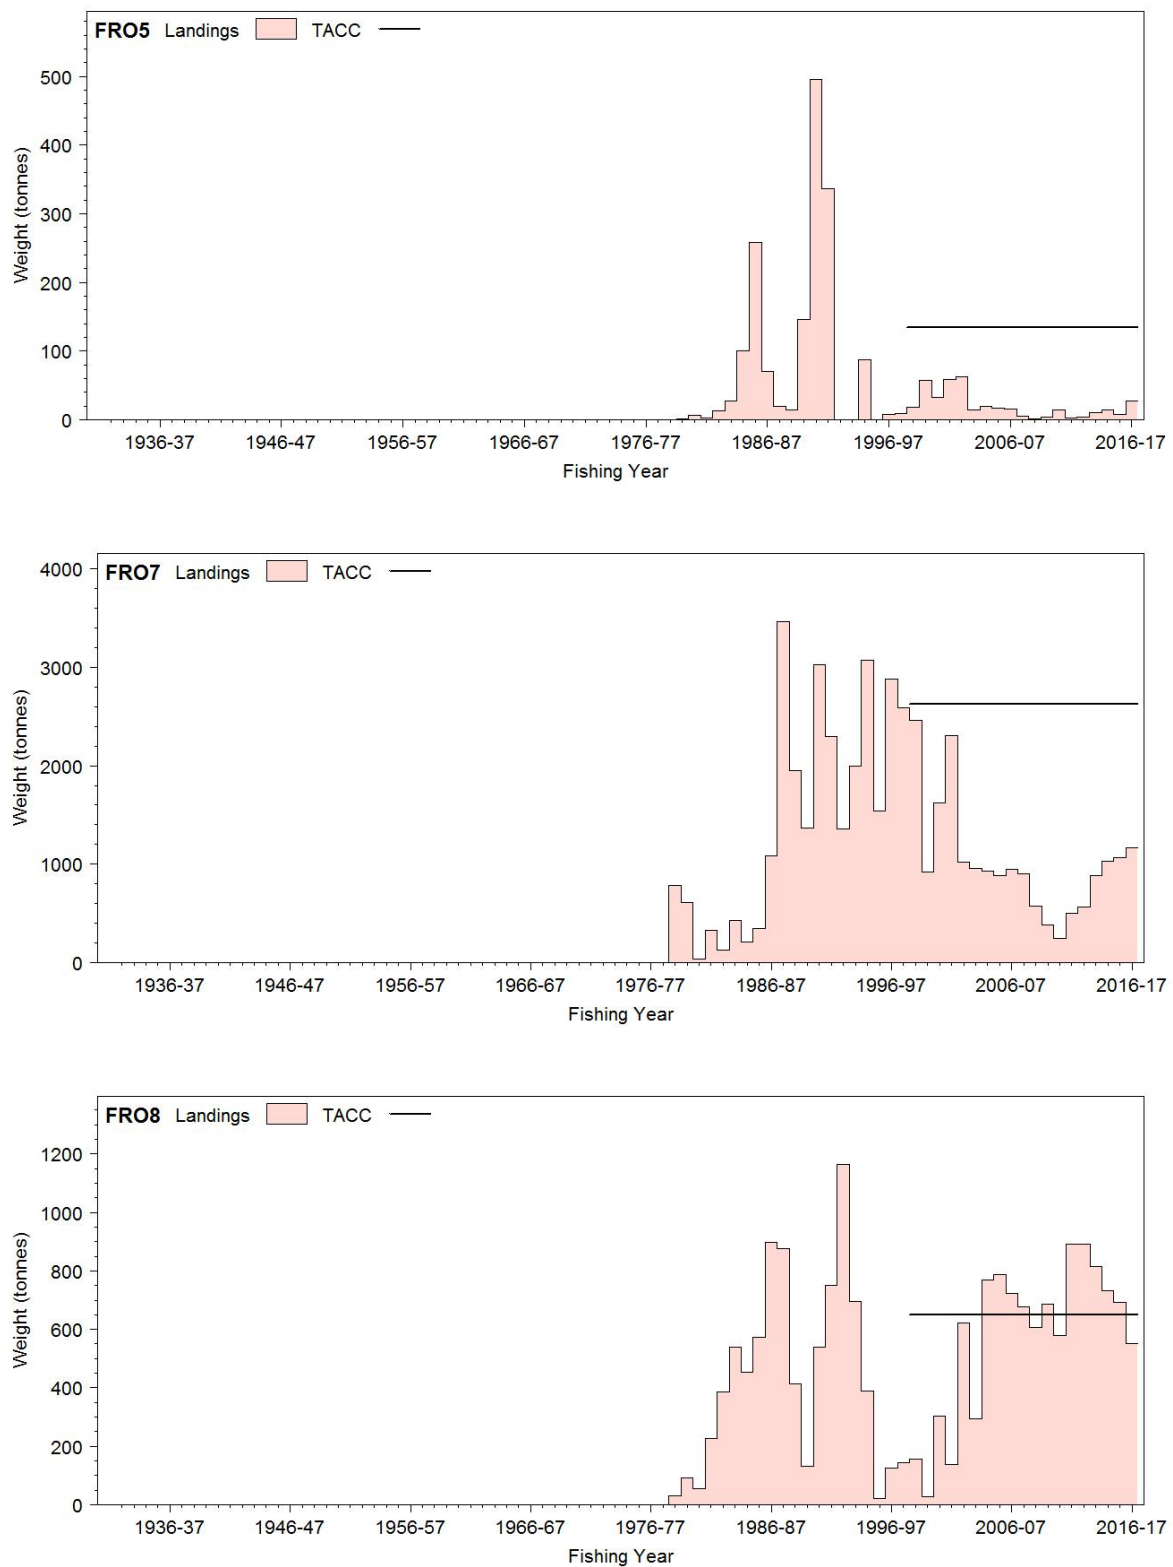 FRO5 Landings TACC
500
400
300
200
100
0
Weight (tonnes)
1936-37 1946-47 1956-57 1966-67 1976-77 1986-87 1996-97 2006-07 2016-17
Fishing Year
FRO7 Landings TACC
4000
3000
2000
1000
0
Weight (tonnes)
1936-37 1946-47 1956-57 1966-67 1976-77 1986-87 1996-97 2006-07 2016-17
Fishing Year
FRO8 Landings TACC
1200
1000
800
600
400
200
0
Weight (tonnes)
1936-37 1946-47 1956-57 1966-67 1976-77 1986-87 1996-97 2006-07 2016-17
Fishing Year